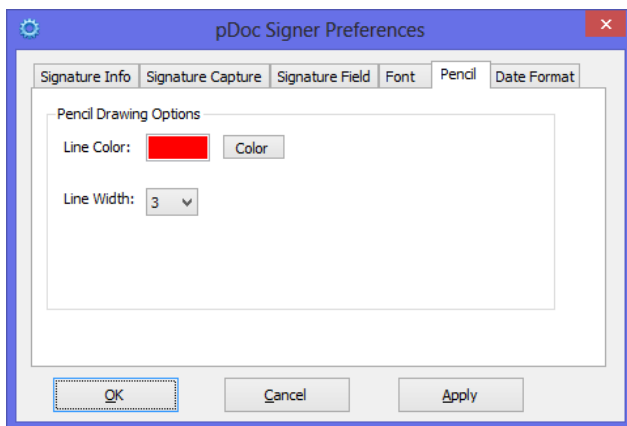 pDoc Signer Preferences
Signature Info Signature Capture Signature Field Font Pencil Date Format
Pencil Drawing Options
Line Color: Color
Line Width: 3
OK Cancel Apply